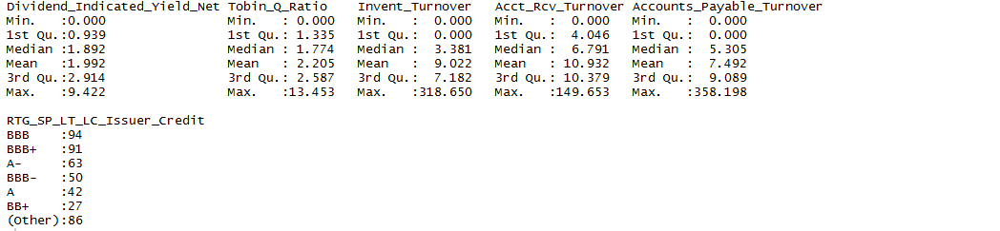 Dividend_Indicated_Yield_Net Tobin_Q_Ratio Invent_Turnover Acct_Rcv_Turnover Accounts_Payable_Turnover
Min. :0.000 Min. : 0.000 Min. : 0.000 Min. : 0.000 Min. : 0.000
1st Qu.:0.939 1st Qu.: 1.335 1st Qu.: 0.000 1st Qu.: 4.046 1st Qu.: 0.000
Median :1.892 Median : 1.774 Median : 3.381 Median : 6.791 Median : 5.305
Mean :1.992 Mean : 2.205 Mean : 9.022 Mean : 10.932 Mean : 7.492
3rd Qu.:2.914 3rd Qu.: 2.587 3rd Qu.: 7.182 3rd Qu.: 10.379 3rd Qu.: 9.089
Max. :9.422 Max. :13.453 Max. :318.650 Max. :149.653 Max. :358.198
RTG_SP_LT_LC_Issuer_Credit
BBB :94
BBB+ :91
A- :63
BBB- :50
A :42
BB+ :27
(Other):86